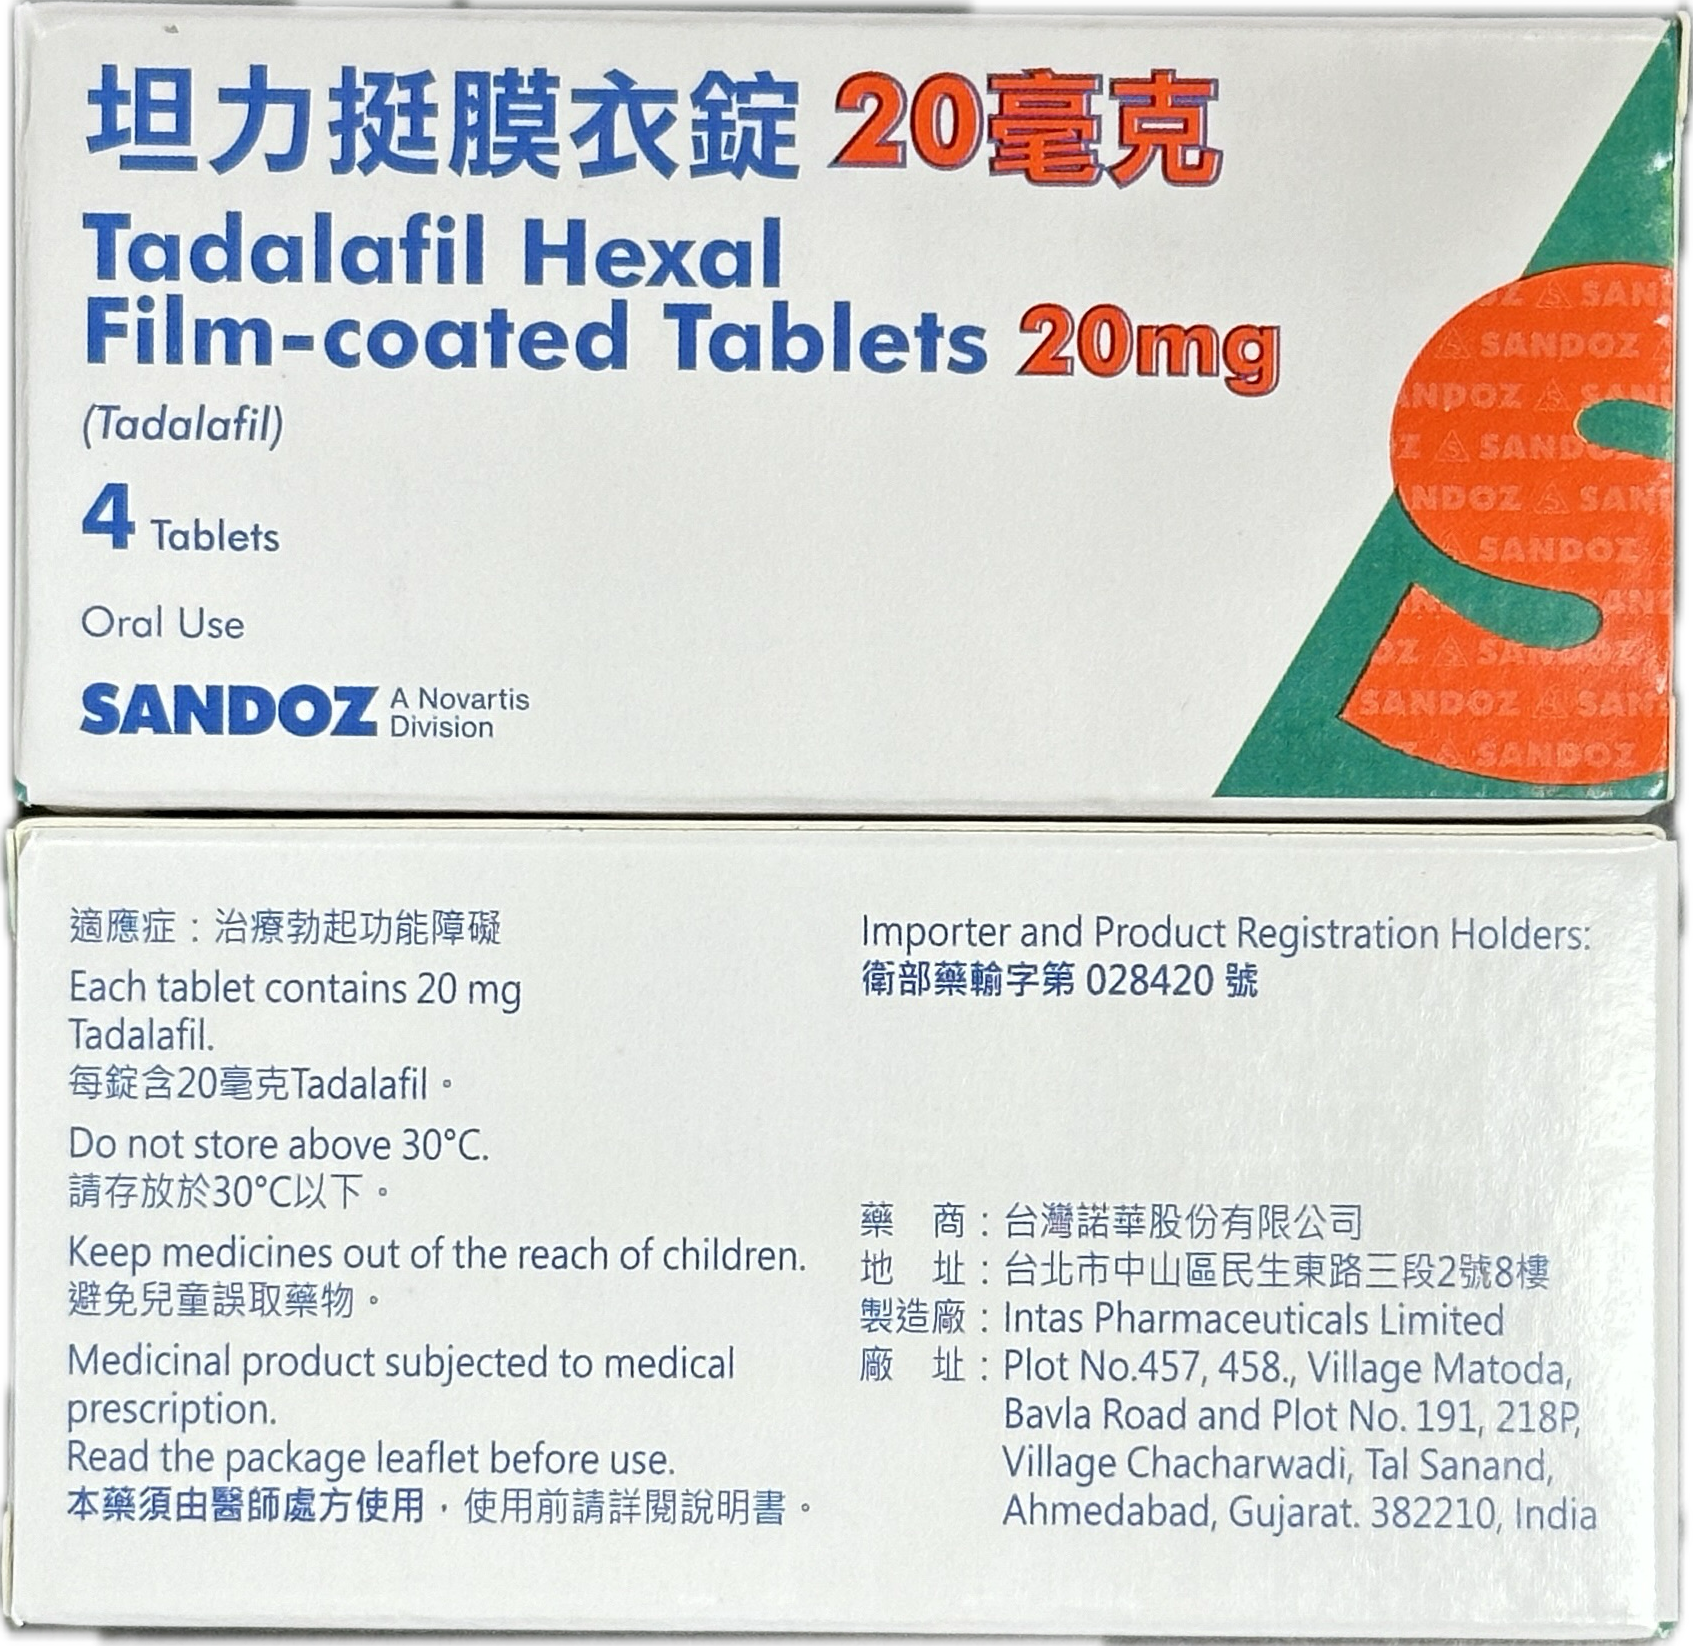 坦力挺膜衣錠 20毫克
Tadalafil Hexal
Film-coated Tablets 20mg
(Tadalafil)
4 Tablets
Oral Use
SANDOZ A Novartis
Division
SANDOZ
適應症：治療勃起功能障礙
Each tablet contains 20 mg
Tadalafil.
每錠含20毫克Tadalafil。
Do not store above 30°C.
請存放於30°C以下。
Keep medicines out of the reach of children.
避免兒童誤取藥物。
Medicinal product subjected to medical
prescription.
Read the package leaflet before use.
本藥須由醫師處方使用，使用前請詳閱說明書。
Importer and Product Registration Holders:
衛部藥輸字第 028420 號
藥　商：台灣諾華股份有限公司
地　址：台北市中山區民生東路三段2號8樓
製造廠：Intas Pharmaceuticals Limited
廠　址：Plot No.457, 458., Village Matoda,
Bavla Road and Plot No. 191, 218P,
Village Chacharwadi, Tal Sanand,
Ahmedabad, Gujarat. 382210, India